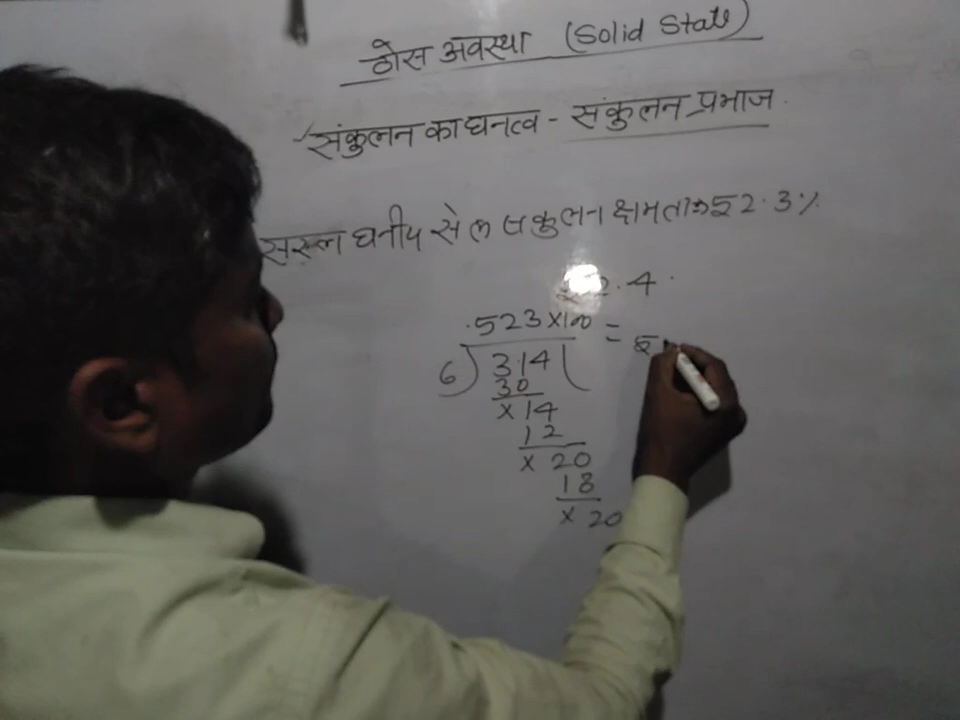 ठोस अवस्था (Solid State)
संकुलन का घनत्व - संकुलन प्रभाज
सरल घनीय सेल संकुलन क्षमता 52.3%
2.4
.523×100 =
6) 3.14 (
30
×14
12
× 20
18
× 20